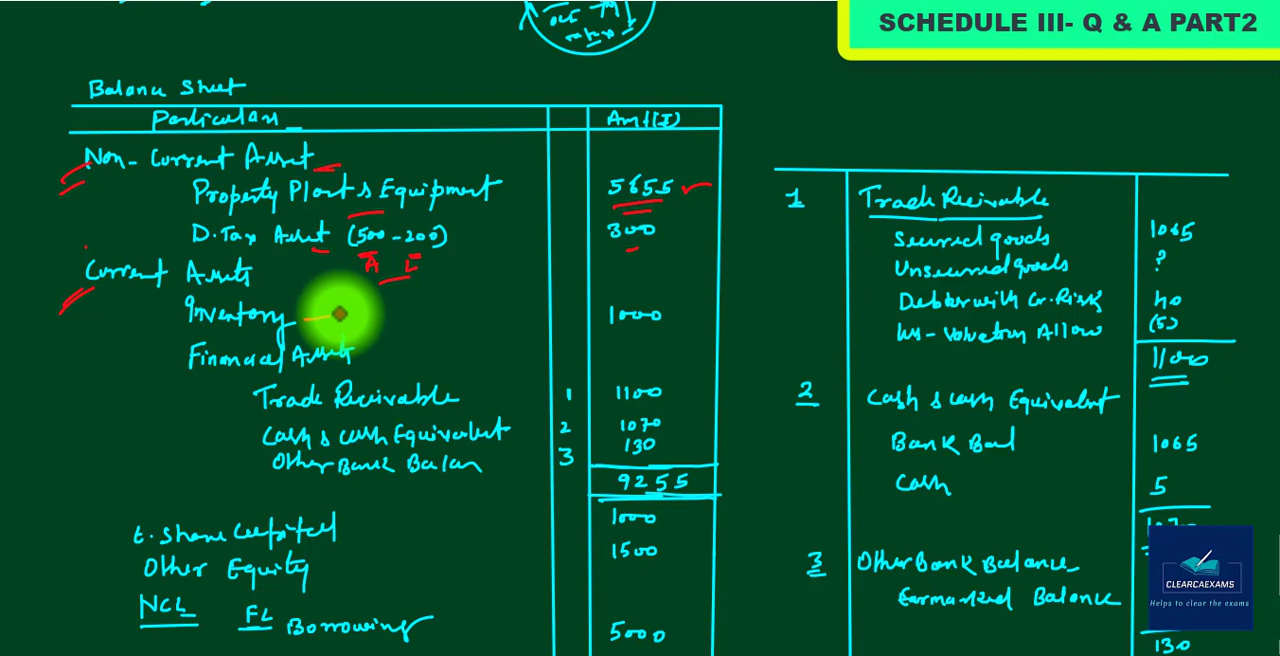 SCHEDULE III- Q & A PART2
Balance Sheet
Particulars Amt(₹)
Non-Current Asset
Property Plant & Equipment 5655
D. Tax Asset (500-200) 300
A L
Current Assets
Inventory 1000
Financial Assets
Trade Receivable 1 1100
Cash & cash Equivalent 2 1070
Other Bank Balan 3 130
9255
E. Share Capital 1000
Other Equity 1500
NCL FL Borrowing 5000
1 Trade Receivable
Secured goods 1065
Unsecured goods ?
Debtor with Cr. Risk 40
Valuation Allow (5)
1100
2 Cash & cash Equivalent
Bank Bal 1065
Cash 5
1070
3 Other Bank Balance
Earmarked Balance
130
CLEARCAEXAMS
Helps to clear the exams